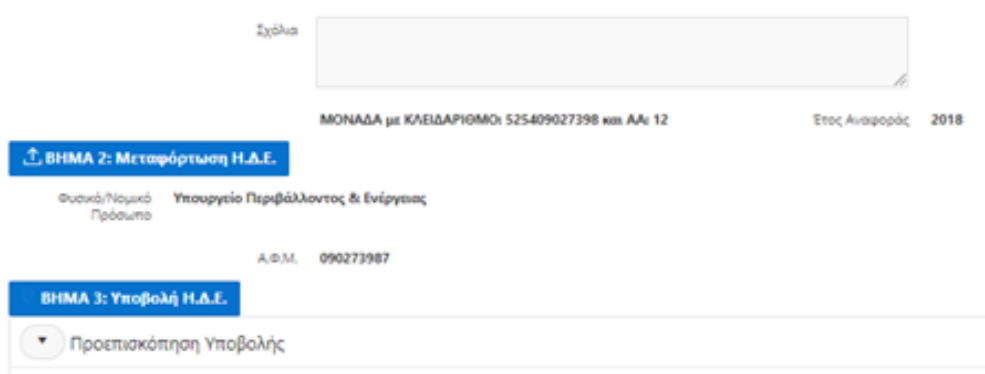 Σχόλια
ΜΟΝΑΔΑ με ΚΛΕΙΔΑΡΙΘΜΟ: 525409027398 και ΑΑ: 12 Έτος Αναφοράς 2018
ΒΗΜΑ 2: Μεταφόρτωση Η.Δ.Ε.
Φυσικό/Νομικό Πρόσωπο Υπουργείο Περιβάλλοντος & Ενέργειας
Α.Φ.Μ. 090273987
ΒΗΜΑ 3: Υποβολή Η.Δ.Ε.
Προεπισκόπηση Υποβολής